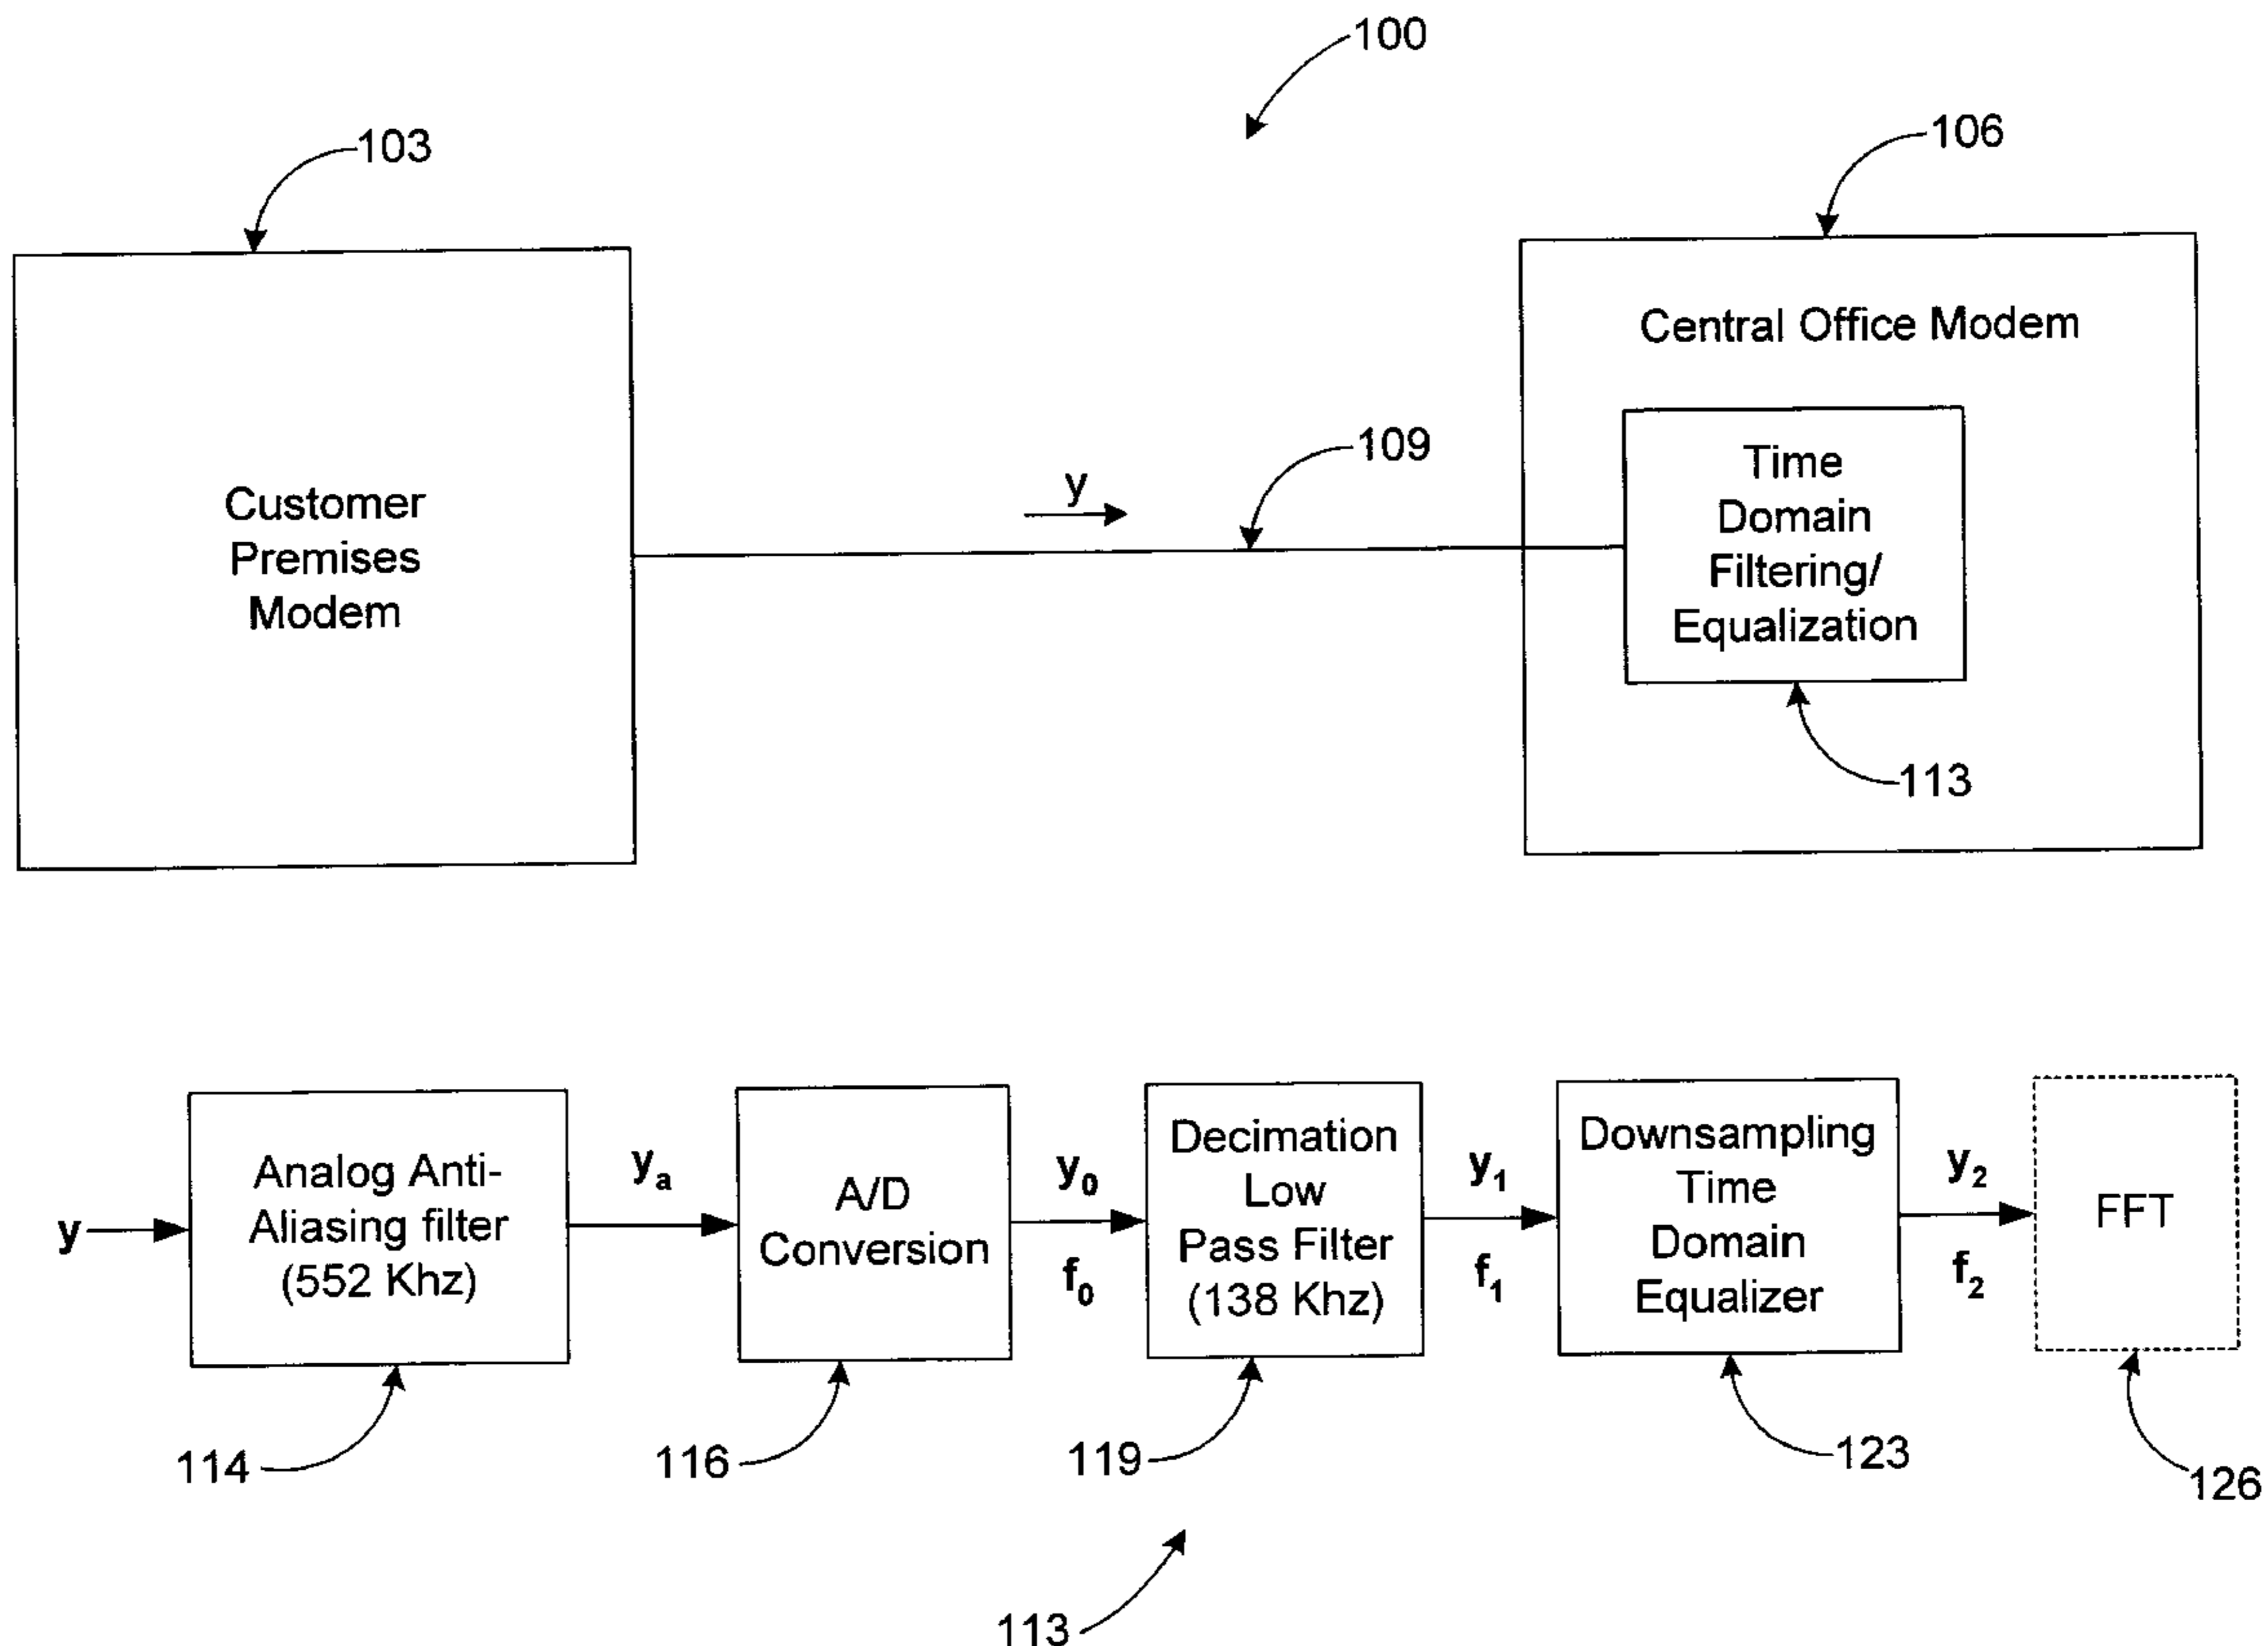 100
103
106
Customer
Premises
Modem
y
109
Central Office Modem
Time
Domain
Filtering/
Equalization
113
y
Analog Anti-
Aliasing filter
(552 Khz)
114
ya
A/D
Conversion
116
y0
f0
Decimation
Low
Pass Filter
(138 Khz)
119
y1
f1
Downsampling
Time
Domain
Equalizer
123
y2
f2
FFT
126
113